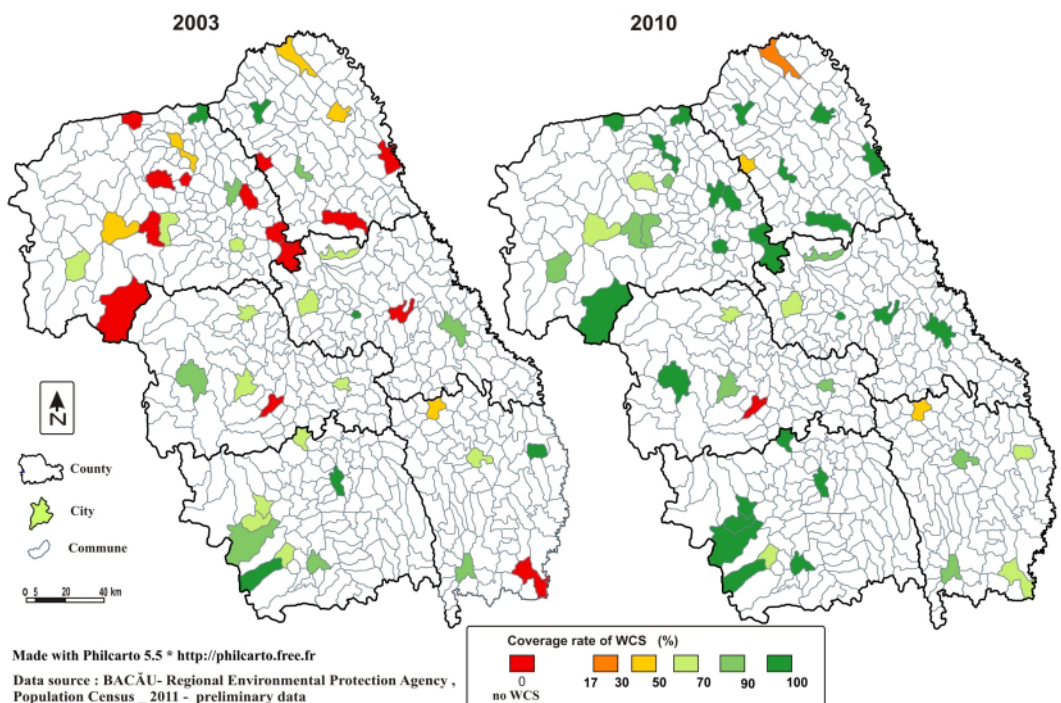 2003 2010
N
County
City
Commune
0 5 20 40 km
Made with Philcarto 5.5 * http://philcarto.free.fr
Data source : BACĂU- Regional Environmental Protection Agency ,
Population Census _ 2011 - preliminary data
Coverage rate of WCS (%)
0 17 30 50 70 90 100
no WCS